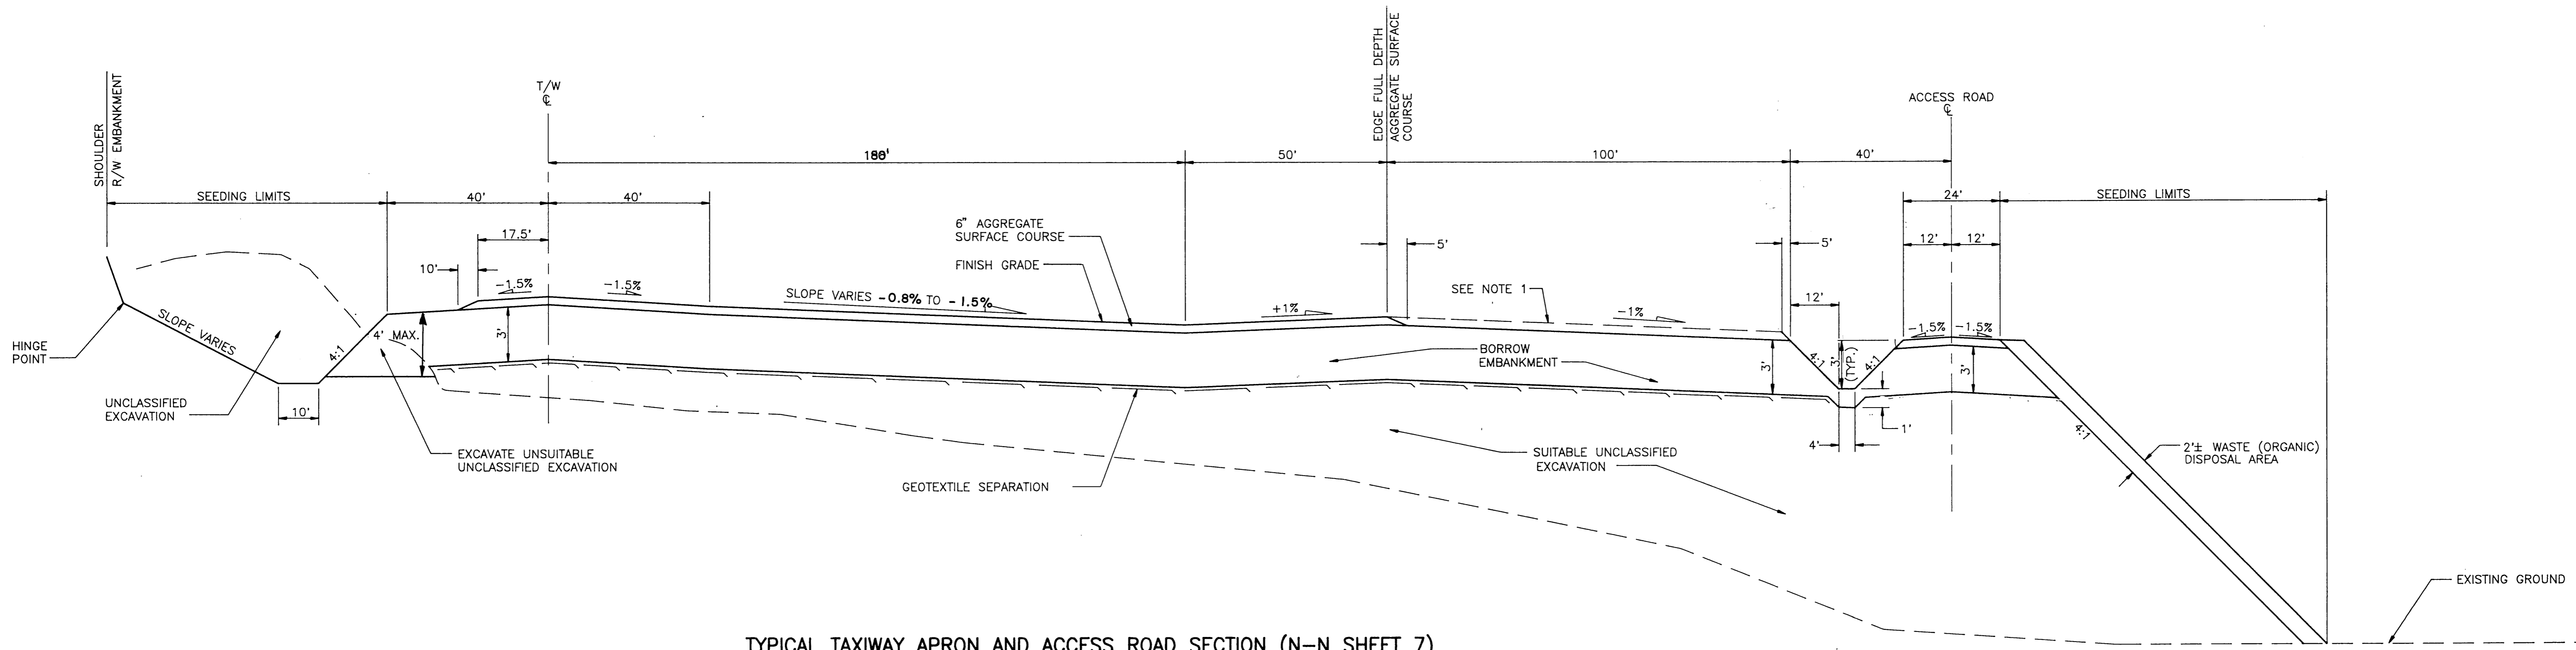 SHOULDER
R/W EMBANKMENT
T/W
℄
EDGE FULL DEPTH
AGGREGATE SURFACE
COURSE
ACCESS ROAD
℄
50'
100'
40'
SEEDING LIMITS
40'
40'
24'
SEEDING LIMITS
17.5'
6" AGGREGATE
SURFACE COURSE
5'
5'
12'
12'
10'
FINISH GRADE
-1.5%
-1.5%
SLOPE VARIES -0.8% TO -1.5%
SEE NOTE 1
12'
+1%
-1%
-1.5%
-1.5%
HINGE
POINT
SLOPE VARIES
4:1
4' MAX.
3'
BORROW
EMBANKMENT
3'
4:1
3'
(TYP.)
4:1
3'
UNCLASSIFIED
EXCAVATION
10'
EXCAVATE UNSUITABLE
UNCLASSIFIED EXCAVATION
GEOTEXTILE SEPARATION
SUITABLE UNCLASSIFIED
EXCAVATION
4'
1'
4:1
2'± WASTE (ORGANIC)
DISPOSAL AREA
EXISTING GROUND
TYPICAL TAXIWAY APRON AND ACCESS ROAD SECTION (N-N SHEET 7)